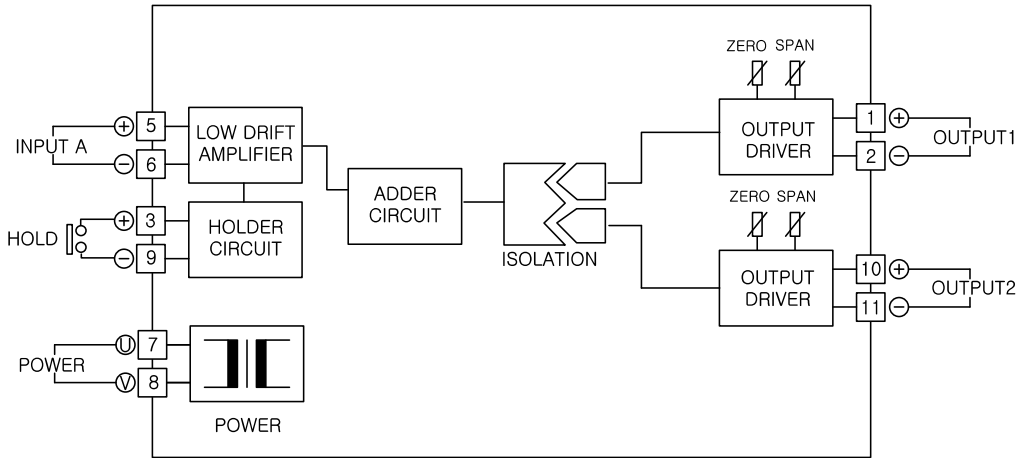 ZERO SPAN
INPUT A
+
5
−
6
LOW DRIFT
AMPLIFIER
OUTPUT
DRIVER
1
+
2
−
OUTPUT1
ADDER
CIRCUIT
HOLD
+
3
−
9
HOLDER
CIRCUIT
ISOLATION
ZERO SPAN
OUTPUT
DRIVER
10
+
11
−
OUTPUT2
POWER
U
7
V
8
POWER